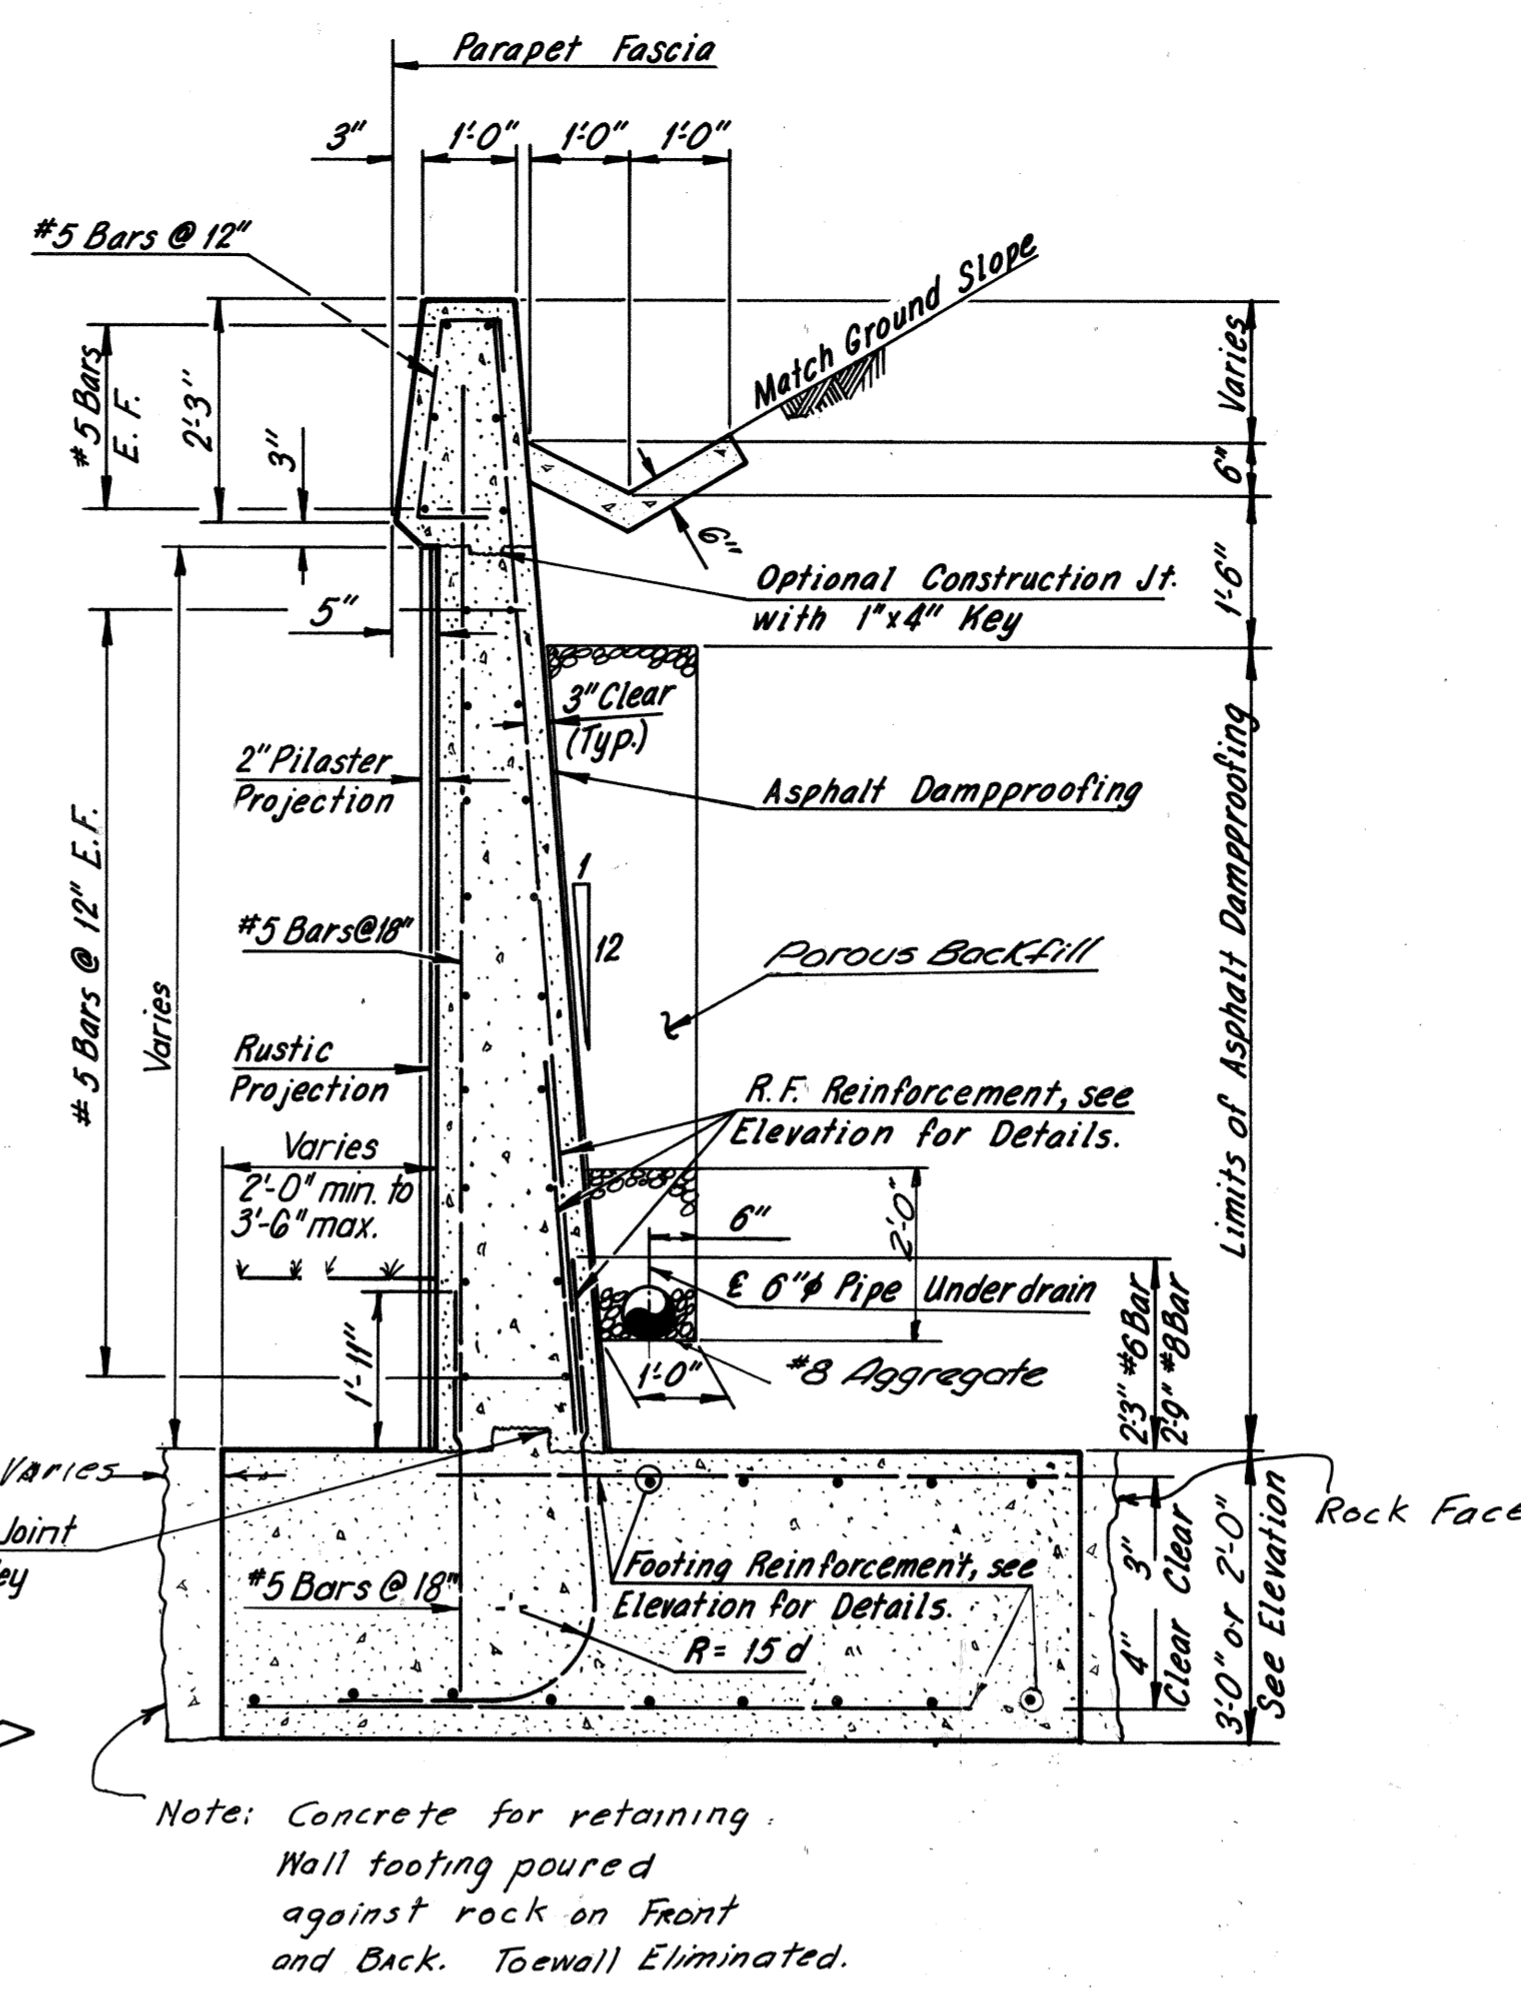 Parapet Fascia
3" 1'-0" 1'-0" 1'-0"
#5 Bars @ 12"
Match Ground Slope
#5 Bars
E. F.
2'-3"
3"
Varies
6"
6"
1'-6"
Optional Construction Jt.
with 1"x4" Key
5"
3" Clear
(Typ.)
2" Pilaster
Projection
Asphalt Dampproofing
Limits of Asphalt Dampproofing
#5 Bars @ 12" E.F.
Varies
1
12
#5 Bars@18"
Porous Backfill
Rustic
Projection
R.F. Reinforcement, see
Elevation for Details.
Varies
2'-0" min. to
3'-6" max.
6"
2'-0"
℄ 6"φ Pipe Underdrain
1'-11"
1'-0"
#8 Aggregate
2'-3" #6 Bar
2'-9" #8 Bar
Varies
Joint
ey
Rock Face
#5 Bars @ 18"
Footing Reinforcement, see
Elevation for Details.
R = 15 d
3"
Clear
4"
Clear
3'-0" or 2'-0"
See Elevation
Note: Concrete for retaining
Wall footing poured
against rock on Front
and Back. Toewall Eliminated.